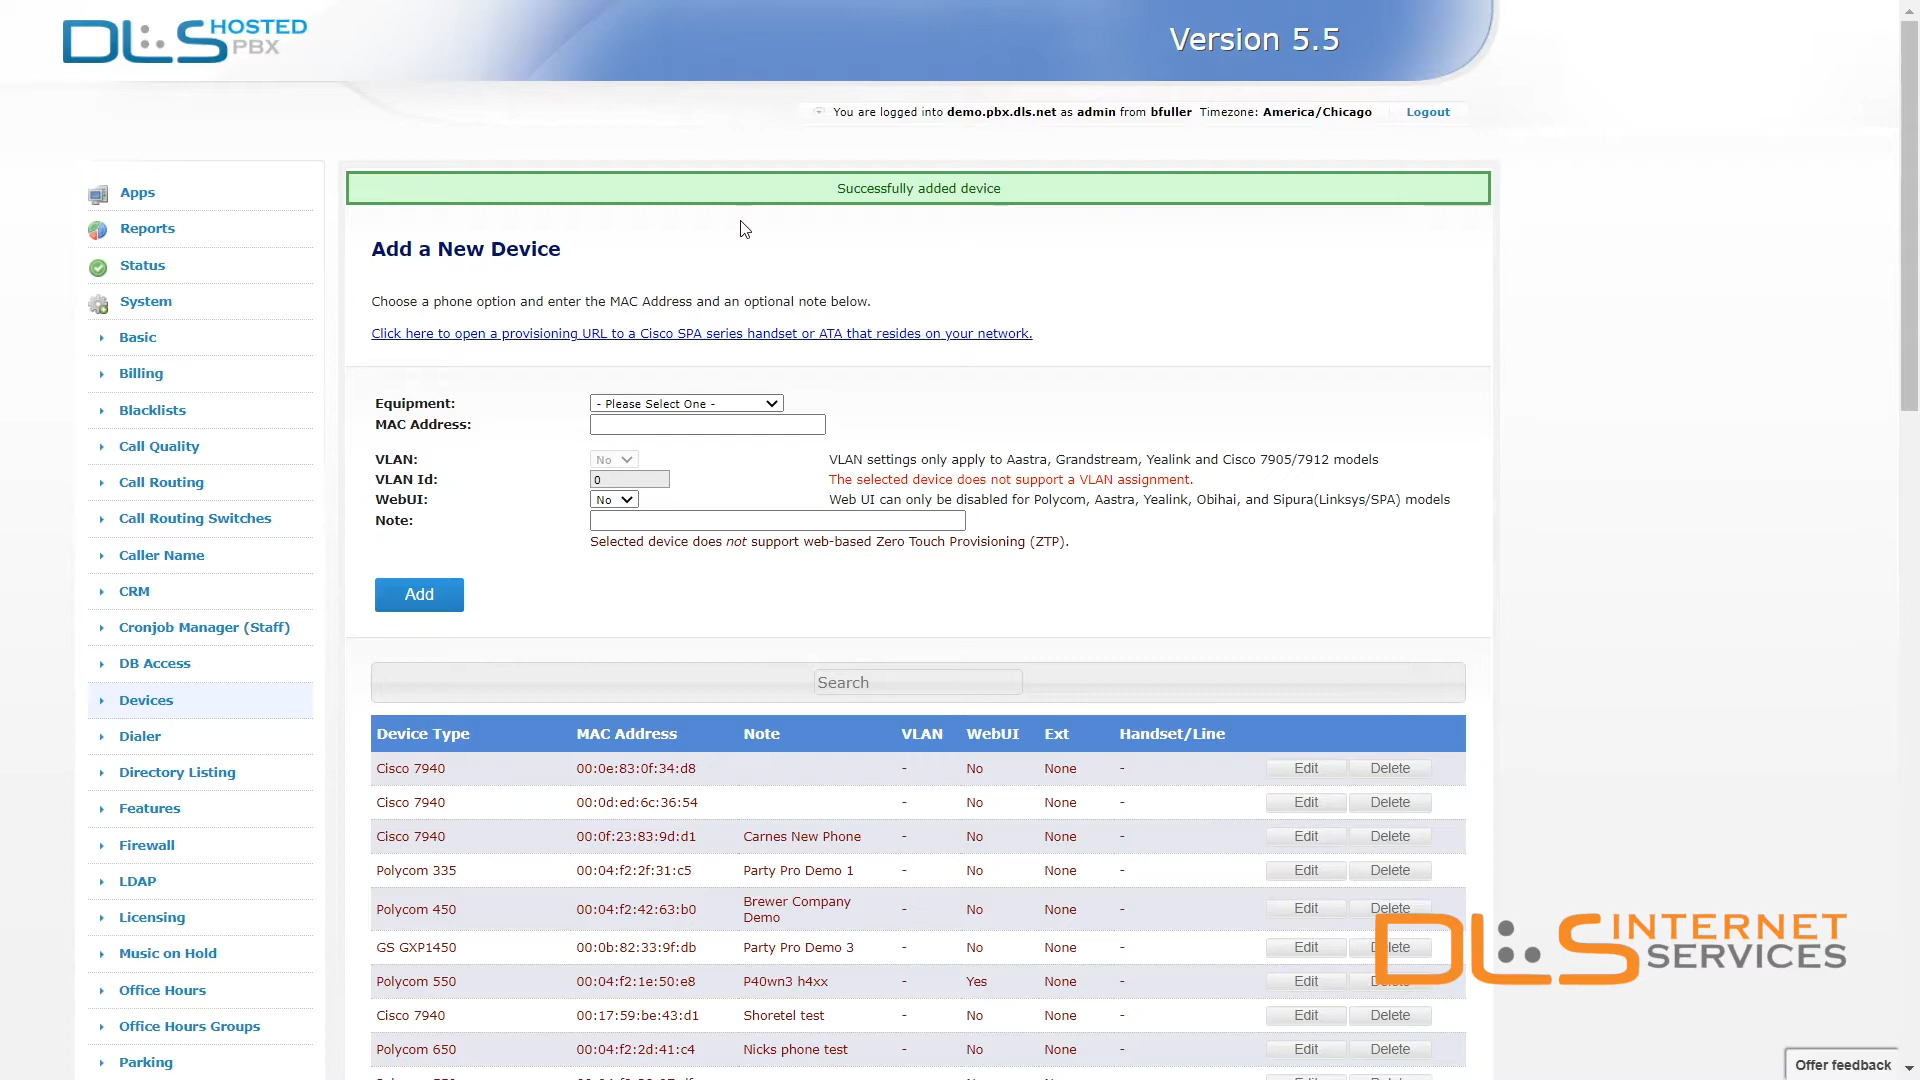 DLS HOSTED PBX
Version 5.5
You are logged into demo.pbx.dls.net as admin from bfuller Timezone: America/Chicago Logout
Apps
Reports
Status
System
Basic
Billing
Blacklists
Call Quality
Call Routing
Call Routing Switches
Caller Name
CRM
Cronjob Manager (Staff)
DB Access
Devices
Dialer
Directory Listing
Features
Firewall
LDAP
Licensing
Music on Hold
Office Hours
Office Hours Groups
Parking
Successfully added device
Add a New Device
Choose a phone option and enter the MAC Address and an optional note below.
Click here to open a provisioning URL to a Cisco SPA series handset or ATA that resides on your network.
Equipment: - Please Select One -
MAC Address:
VLAN: No VLAN settings only apply to Aastra, Grandstream, Yealink and Cisco 7905/7912 models
VLAN Id: 0 The selected device does not support a VLAN assignment.
WebUI: No Web UI can only be disabled for Polycom, Aastra, Yealink, Obihai, and Sipura(Linksys/SPA) models
Note:
Selected device does not support web-based Zero Touch Provisioning (ZTP).
Add
Search
Device Type MAC Address Note VLAN WebUI Ext Handset/Line
Cisco 7940 00:0e:83:0f:34:d8 - No None - Edit Delete
Cisco 7940 00:0d:ed:6c:36:54 - No None - Edit Delete
Cisco 7940 00:0f:23:83:9d:d1 Carnes New Phone - No None - Edit Delete
Polycom 335 00:04:f2:2f:31:c5 Party Pro Demo 1 - No None - Edit Delete
Polycom 450 00:04:f2:42:63:b0 Brewer Company Demo - No None - Edit Delete
GS GXP1450 00:0b:82:33:9f:db Party Pro Demo 3 - No None - Edit Delete
Polycom 550 00:04:f2:1e:50:e8 P40wn3 h4xx - Yes None - Edit Delete
Cisco 7940 00:17:59:be:43:d1 Shoretel test - No None - Edit Delete
Polycom 650 00:04:f2:2d:41:c4 Nicks phone test - No None - Edit Delete
DLS INTERNET SERVICES
Offer feedback